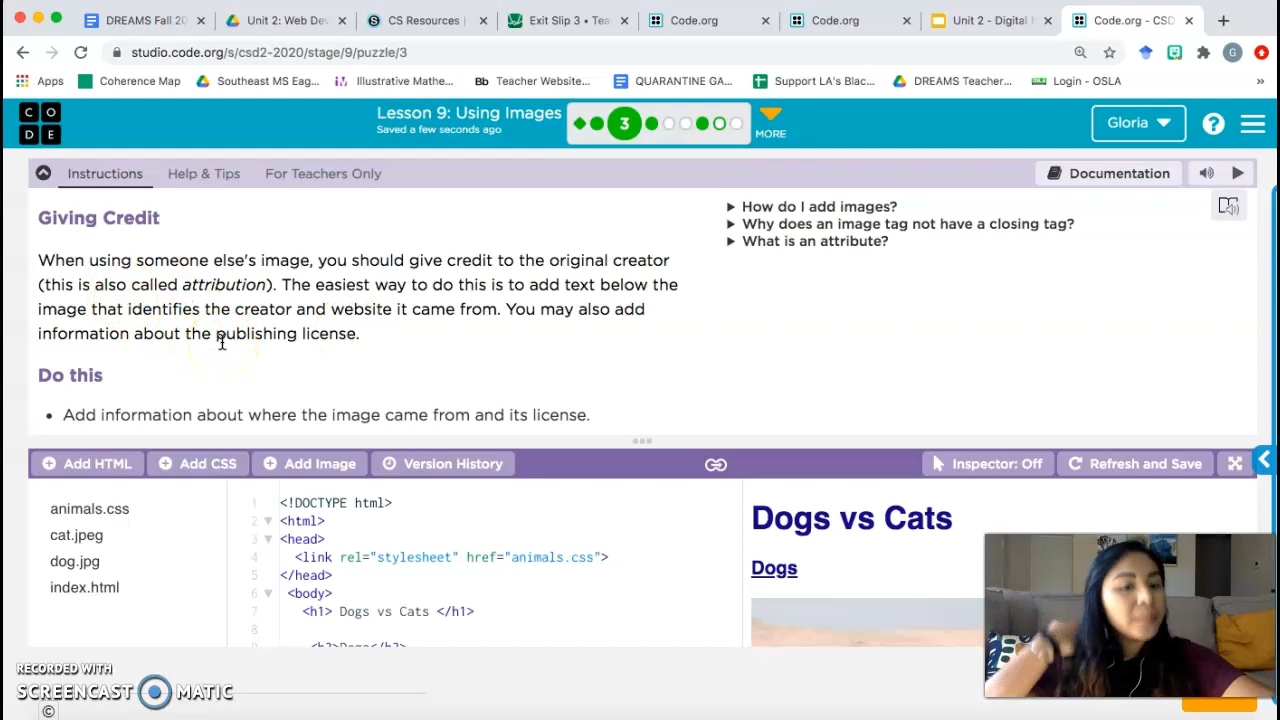 DREAMS Fall 20
Unit 2: Web Dev
CS Resources |
Exit Slip 3 • Tea
Code.org
Code.org
Unit 2 - Digital
Code.org - CSD
studio.code.org/s/csd2-2020/stage/9/puzzle/3
G
Apps
Coherence Map
Southeast MS Eag...
Illustrative Mathe...
Bb Teacher Website...
QUARANTINE GA...
Support LA's Blac...
DREAMS Teacher...
Login - OSLA
»
C O
D E
Lesson 9: Using Images
Saved a few seconds ago
3
MORE
Gloria
?
Instructions
Help & Tips
For Teachers Only
Documentation
Giving Credit
When using someone else's image, you should give credit to the original creator
(this is also called attribution). The easiest way to do this is to add text below the
image that identifies the creator and website it came from. You may also add
information about the publishing license.
Do this
• Add information about where the image came from and its license.
How do I add images?
Why does an image tag not have a closing tag?
What is an attribute?
Add HTML
Add CSS
Add Image
Version History
Inspector: Off
Refresh and Save
animals.css
cat.jpeg
dog.jpg
index.html
1 <!DOCTYPE html>
2 <html>
3 <head>
4 <link rel="stylesheet" href="animals.css">
5 </head>
6 <body>
7 <h1> Dogs vs Cats </h1>
8
<h2>Dogs</h2>
Dogs vs Cats
Dogs
RECORDED WITH
SCREENCAST MATIC
©